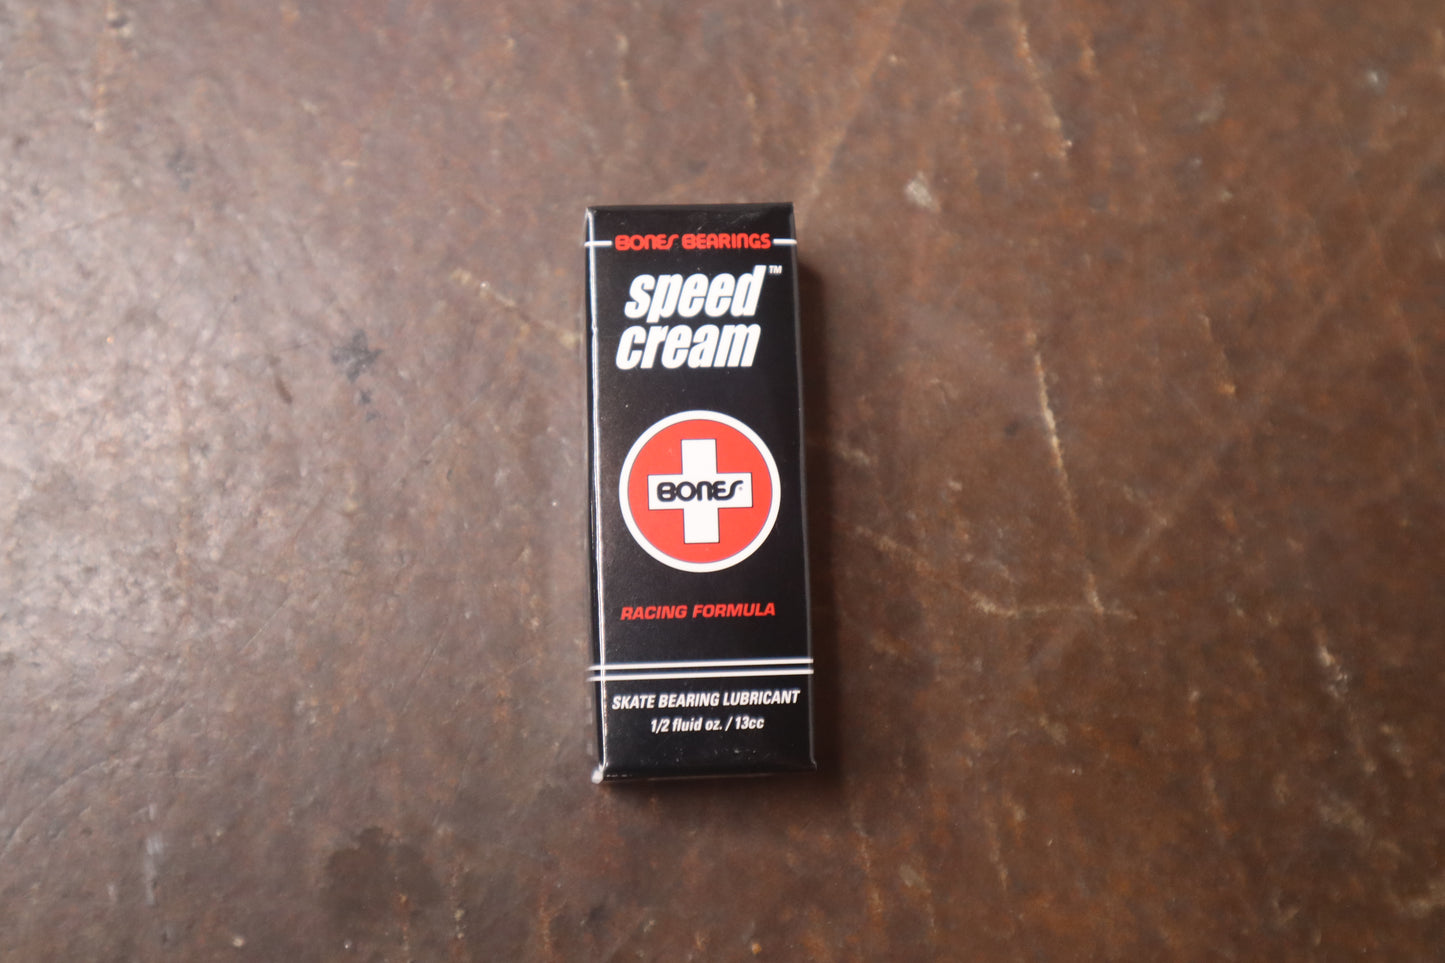 BONES BEARINGS
speed™
cream
BONES®
RACING FORMULA
SKATE BEARING LUBRICANT
1/2 fluid oz. / 13cc